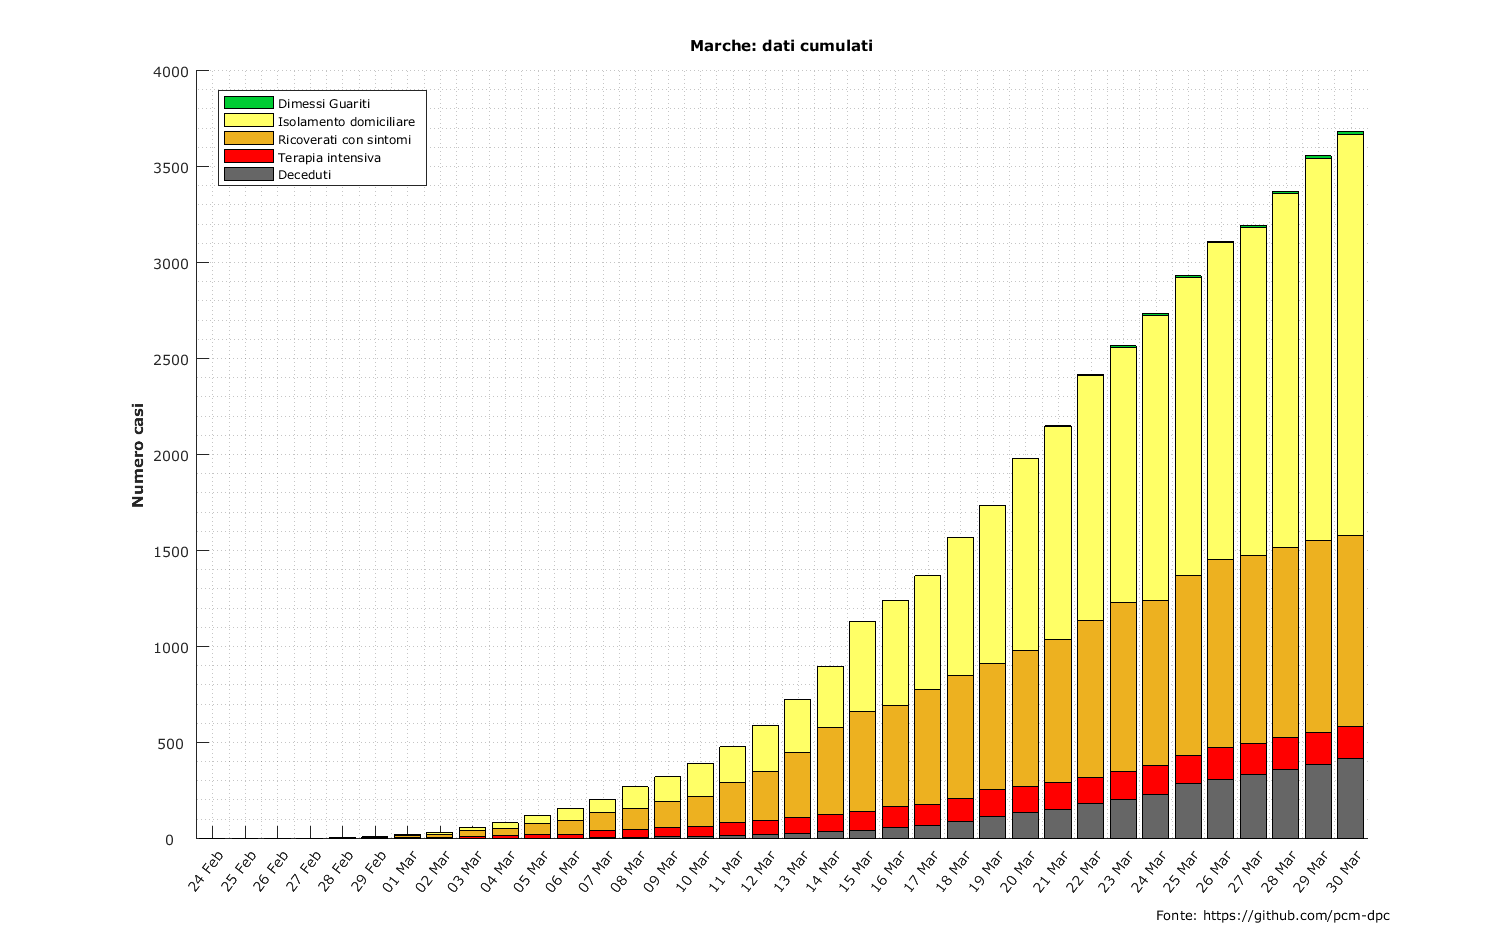 Marche: dati cumulati
4000
3500
3000
2500
2000
1500
1000
500
0
Numero casi
Dimessi Guariti
Isolamento domiciliare
Ricoverati con sintomi
Terapia intensiva
Deceduti
24 Feb
25 Feb
26 Feb
27 Feb
28 Feb
29 Feb
01 Mar
02 Mar
03 Mar
04 Mar
05 Mar
06 Mar
07 Mar
08 Mar
09 Mar
10 Mar
11 Mar
12 Mar
13 Mar
14 Mar
15 Mar
16 Mar
17 Mar
18 Mar
19 Mar
20 Mar
21 Mar
22 Mar
23 Mar
24 Mar
25 Mar
26 Mar
27 Mar
28 Mar
29 Mar
30 Mar
Fonte: https://github.com/pcm-dpc